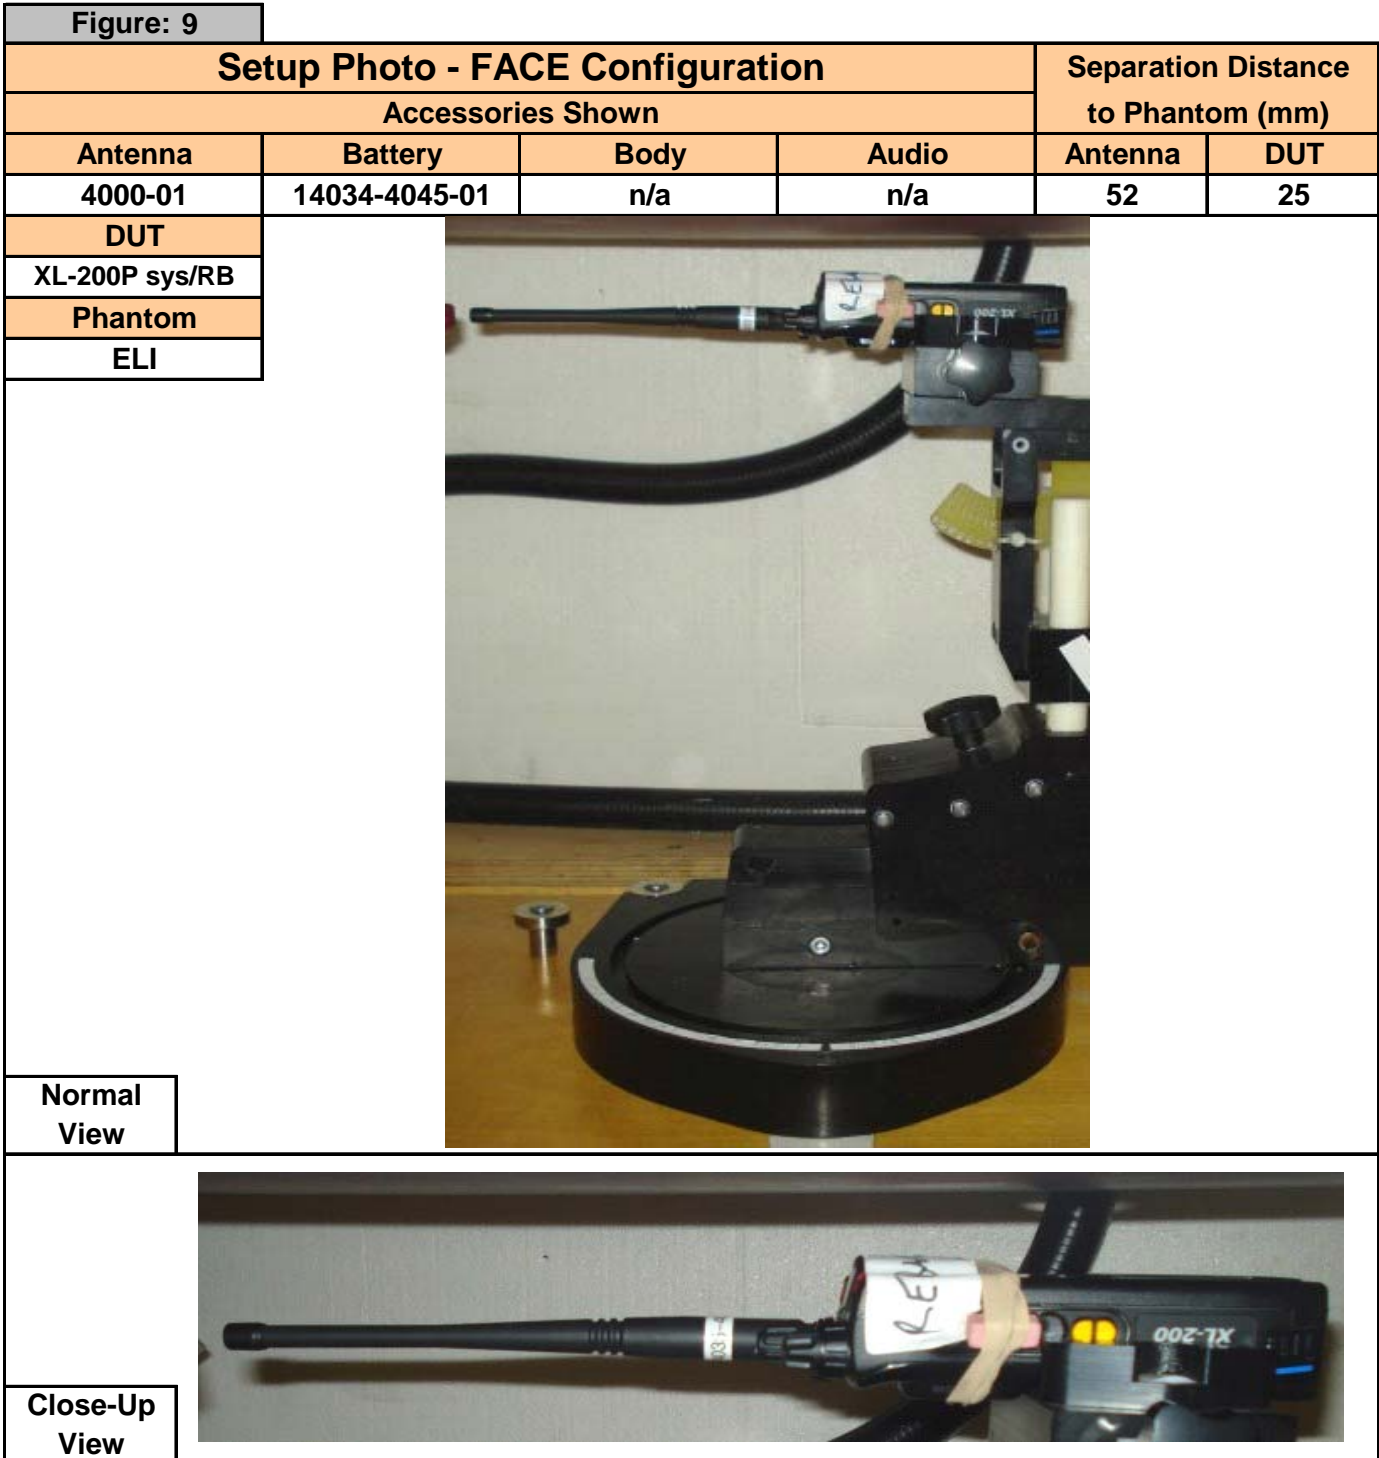 Figure: 9
Setup Photo - FACE Configuration
Separation Distance
to Phantom (mm)
Accessories Shown
Antenna Battery Body Audio Antenna DUT
4000-01 14034-4045-01 n/a n/a 52 25
DUT
XL-200P sys/RB
Phantom
ELI
XL-200
Normal
View
XL-200
Close-Up
View